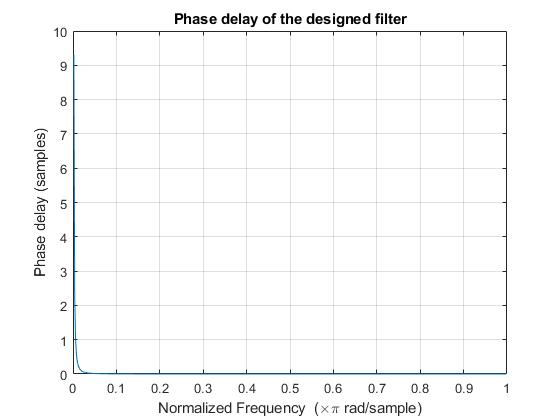 Phase delay of the designed filter
10
9
8
7
6
5
4
3
2
1
0
Phase delay (samples)
0 0.1 0.2 0.3 0.4 0.5 0.6 0.7 0.8 0.9 1
Normalized Frequency (×π rad/sample)